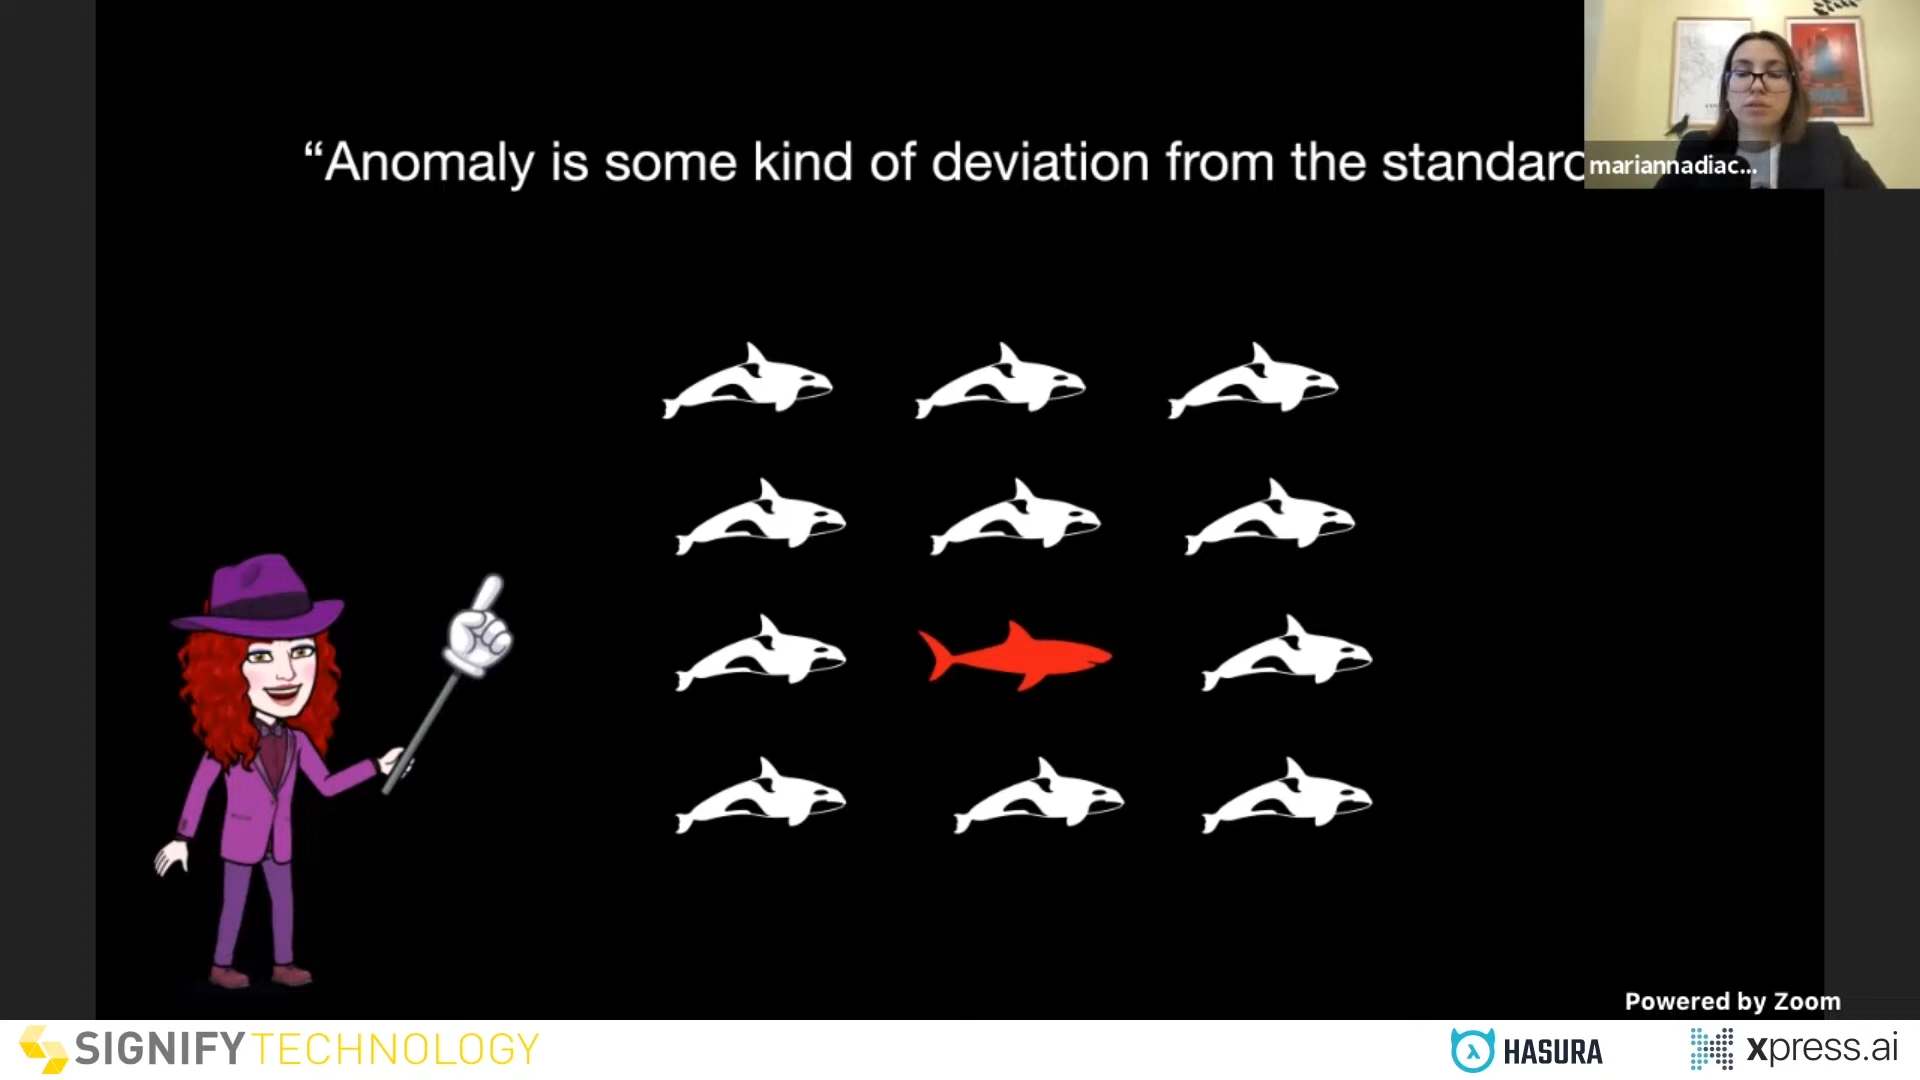 “Anomaly is some kind of deviation from the standard
mariannadiac...
Powered by Zoom
SIGNIFY TECHNOLOGY
HASURA
xpress.ai